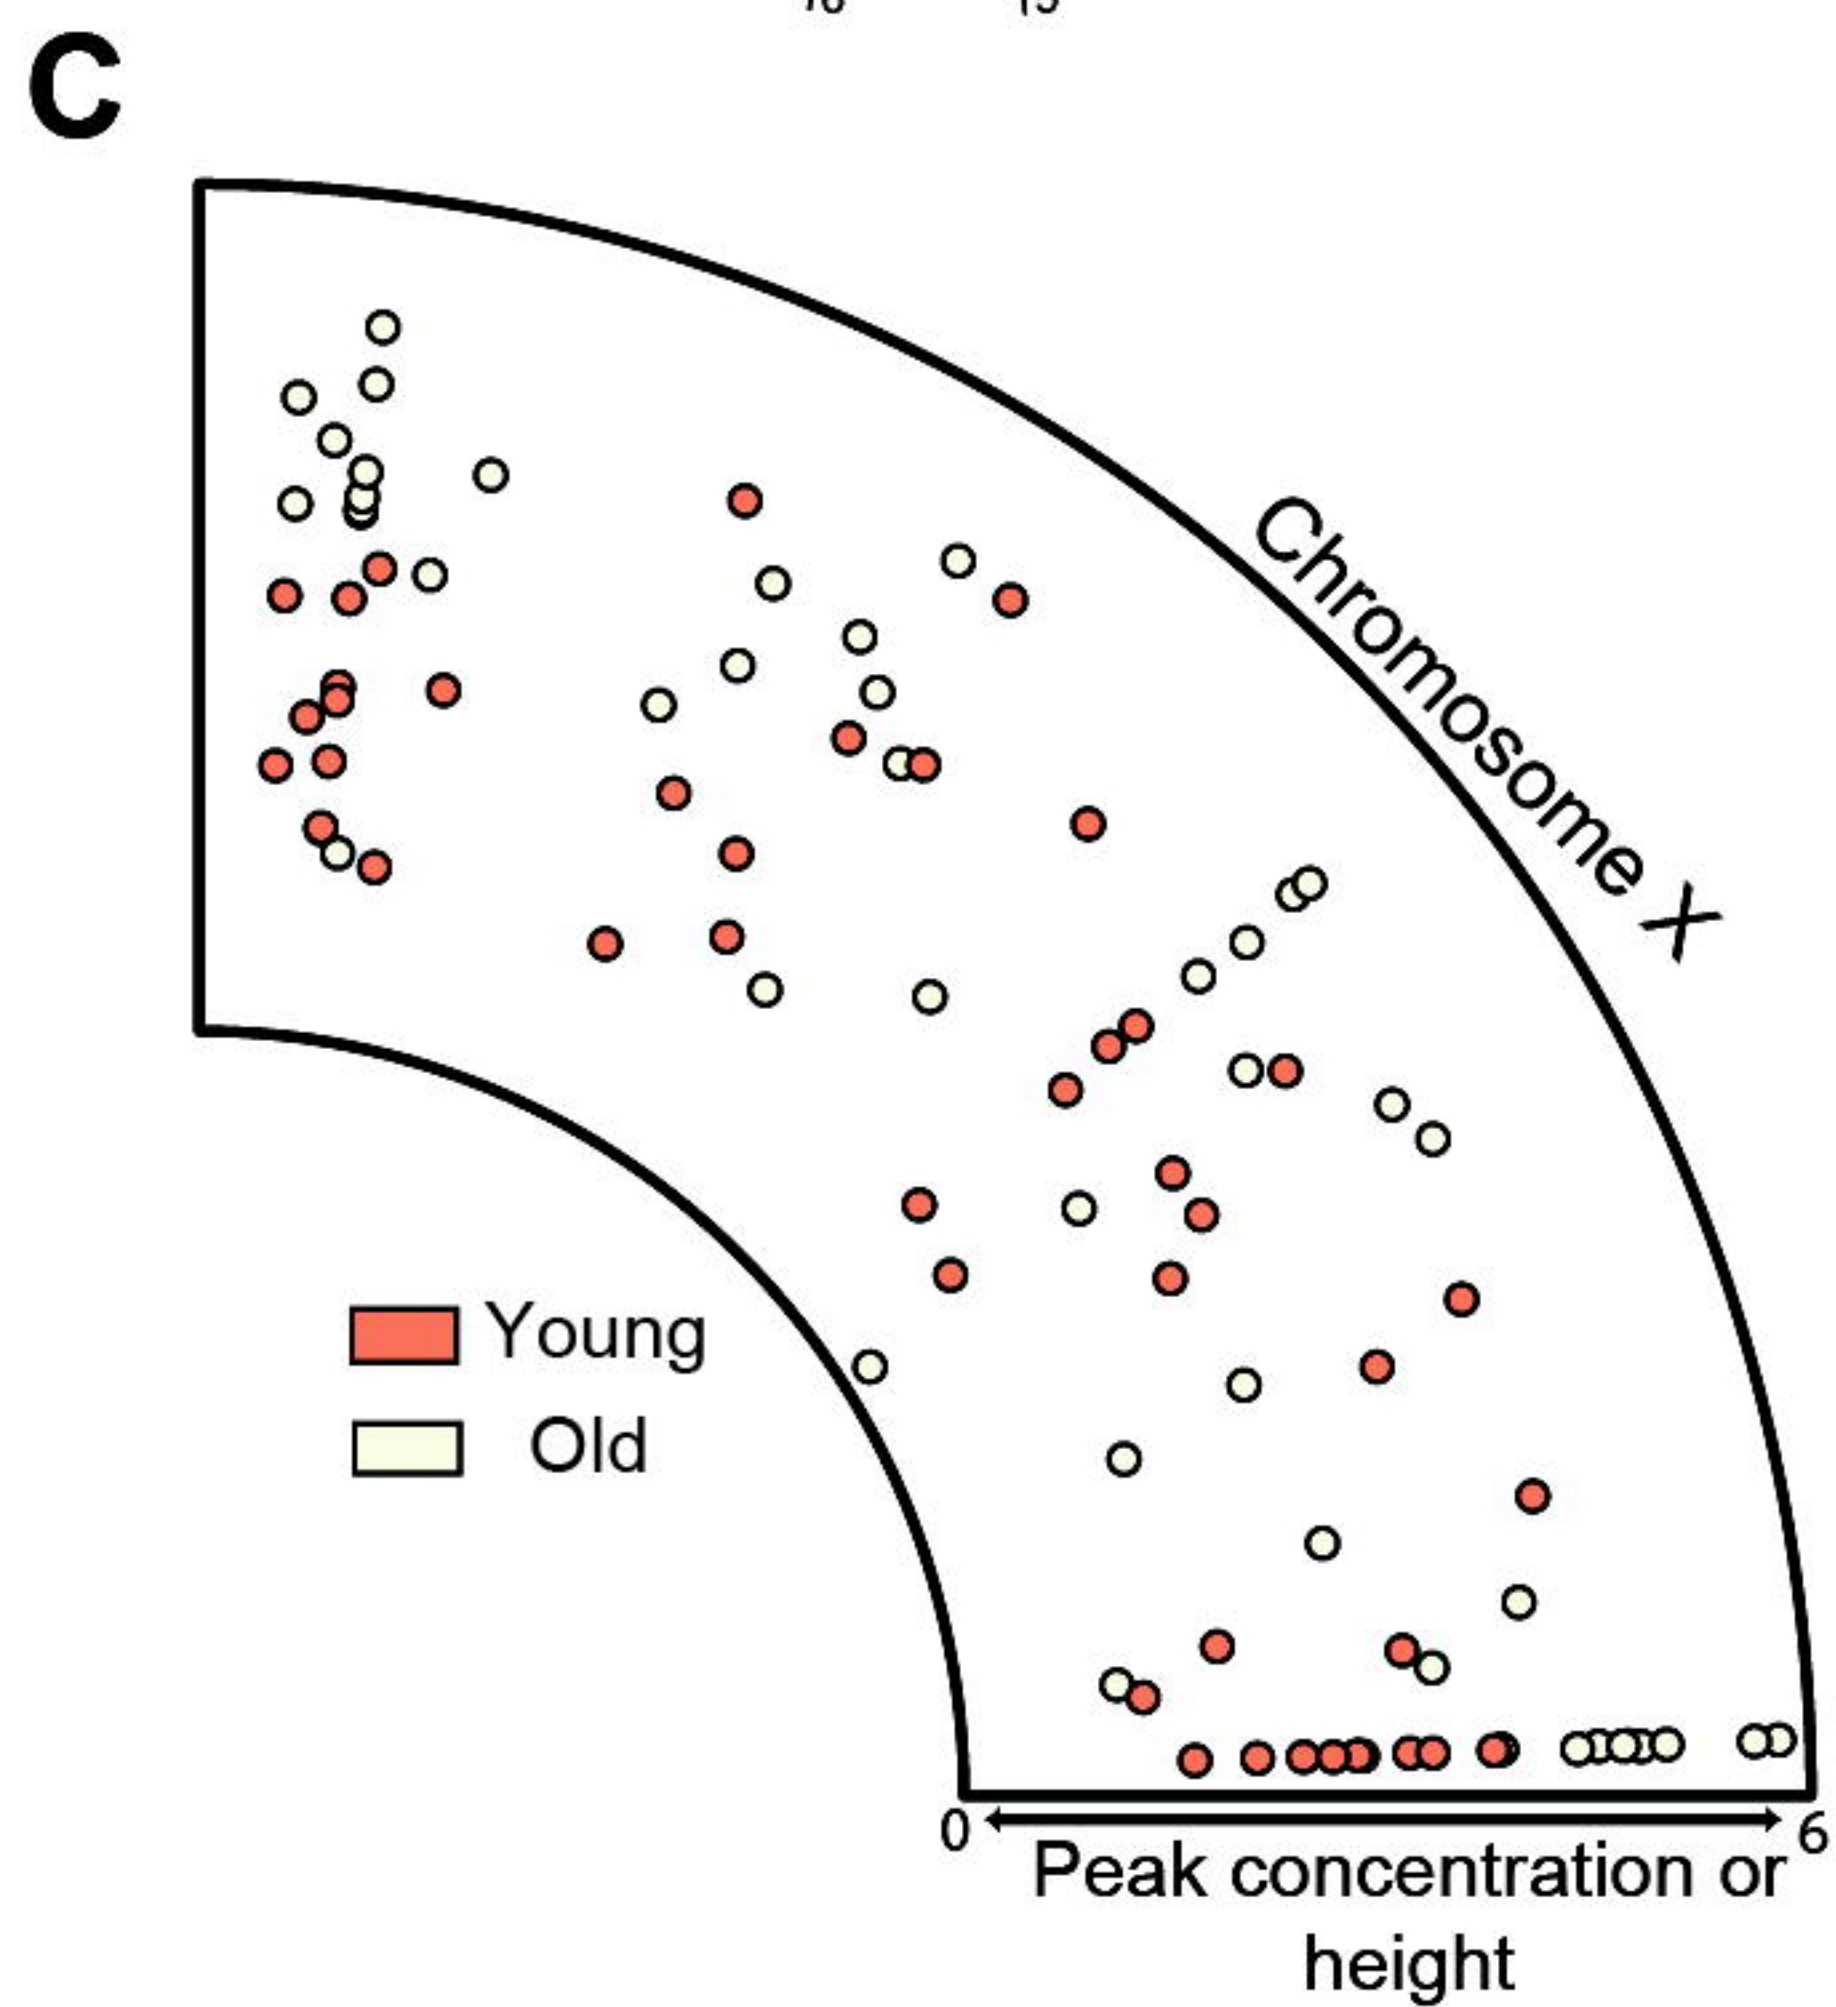 C
Chromosome X
Young
Old
0
6
Peak concentration or
height